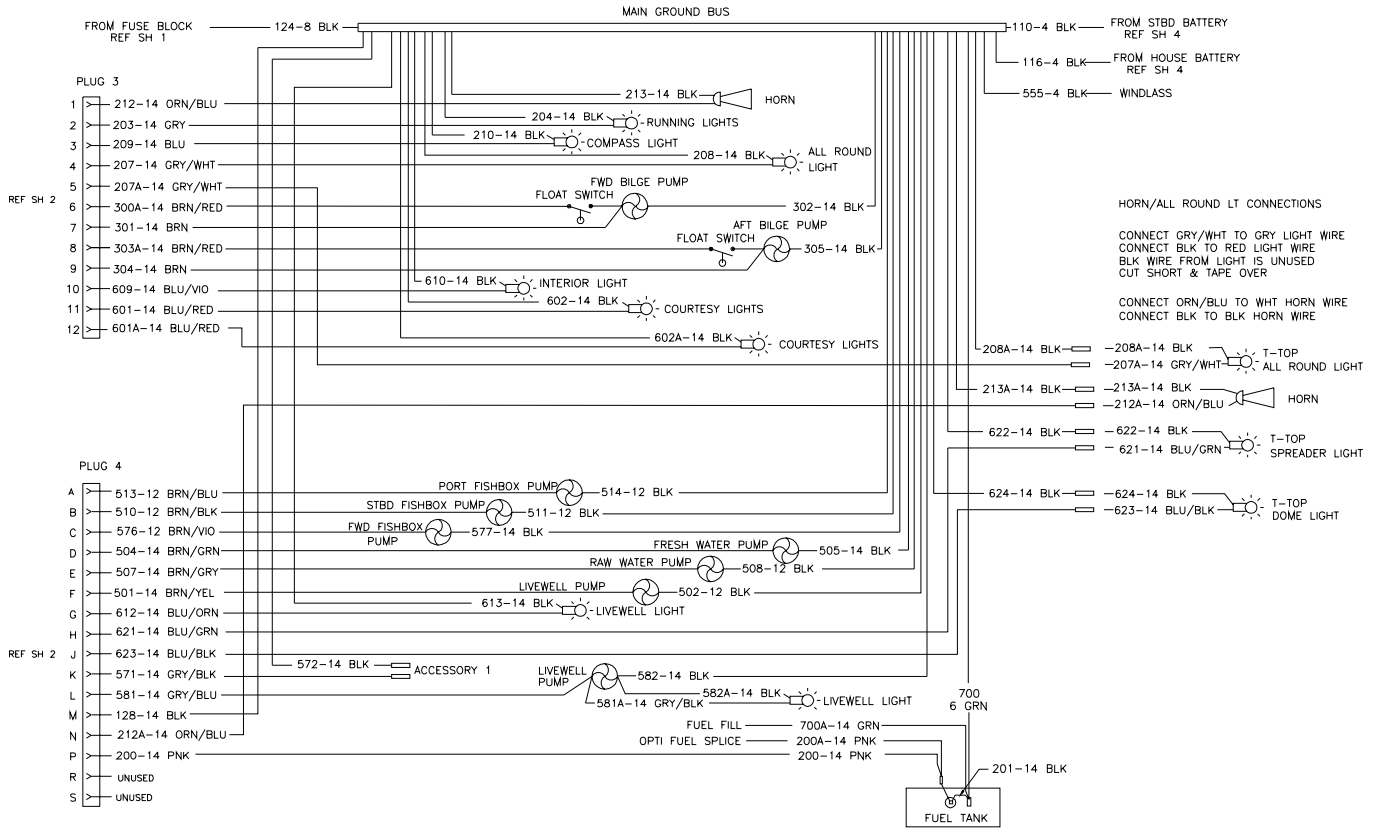 MAIN GROUND BUS
FROM FUSE BLOCK
REF SH 1
124-8 BLK
110-4 BLK
FROM STBD BATTERY
REF SH 4
116-4 BLK
FROM HOUSE BATTERY
REF SH 4
555-4 BLK
WINDLASS
PLUG 3
1 212-14 ORN/BLU
213-14 BLK
HORN
2 203-14 GRY
204-14 BLK
RUNNING LIGHTS
3 209-14 BLU
210-14 BLK
COMPASS LIGHT
4 207-14 GRY/WHT
208-14 BLK
ALL ROUND
LIGHT
5 207A-14 GRY/WHT
REF SH 2
6 300A-14 BRN/RED
FLOAT SWITCH
FWD BILGE PUMP
302-14 BLK
7 301-14 BRN
8 303A-14 BRN/RED
FLOAT SWITCH
AFT BILGE PUMP
305-14 BLK
9 304-14 BRN
10 609-14 BLU/VIO
610-14 BLK
INTERIOR LIGHT
11 601-14 BLU/RED
602-14 BLK
COURTESY LIGHTS
12 601A-14 BLU/RED
602A-14 BLK
COURTESY LIGHTS
HORN/ALL ROUND LT CONNECTIONS
CONNECT GRY/WHT TO GRY LIGHT WIRE
CONNECT BLK TO RED LIGHT WIRE
BLK WIRE FROM LIGHT IS UNUSED
CUT SHORT & TAPE OVER
CONNECT ORN/BLU TO WHT HORN WIRE
CONNECT BLK TO BLK HORN WIRE
208A-14 BLK
208A-14 BLK
207A-14 GRY/WHT
T-TOP
ALL ROUND LIGHT
213A-14 BLK
213A-14 BLK
212A-14 ORN/BLU
HORN
622-14 BLK
622-14 BLK
621-14 BLU/GRN
T-TOP
SPREADER LIGHT
624-14 BLK
624-14 BLK
623-14 BLU/BLK
T-TOP
DOME LIGHT
PLUG 4
A 513-12 BRN/BLU
PORT FISHBOX PUMP
514-12 BLK
B 510-12 BRN/BLK
STBD FISHBOX PUMP
511-12 BLK
C 576-12 BRN/VIO
FWD FISHBOX
PUMP
577-14 BLK
D 504-14 BRN/GRN
FRESH WATER PUMP
505-14 BLK
E 507-14 BRN/GRY
RAW WATER PUMP
508-12 BLK
F 501-14 BRN/YEL
LIVEWELL PUMP
502-12 BLK
G 612-14 BLU/ORN
613-14 BLK
LIVEWELL LIGHT
H 621-14 BLU/GRN
REF SH 2
J 623-14 BLU/BLK
572-14 BLK
ACCESSORY 1
K 571-14 GRY/BLK
LIVEWELL
PUMP
582-14 BLK
L 581-14 GRY/BLU
582A-14 BLK
581A-14 GRY/BLK
LIVEWELL LIGHT
M 128-14 BLK
N 212A-14 ORN/BLU
P 200-14 PNK
R UNUSED
S UNUSED
700
6 GRN
FUEL FILL
700A-14 GRN
OPTI FUEL SPLICE
200A-14 PNK
200-14 PNK
201-14 BLK
FUEL TANK